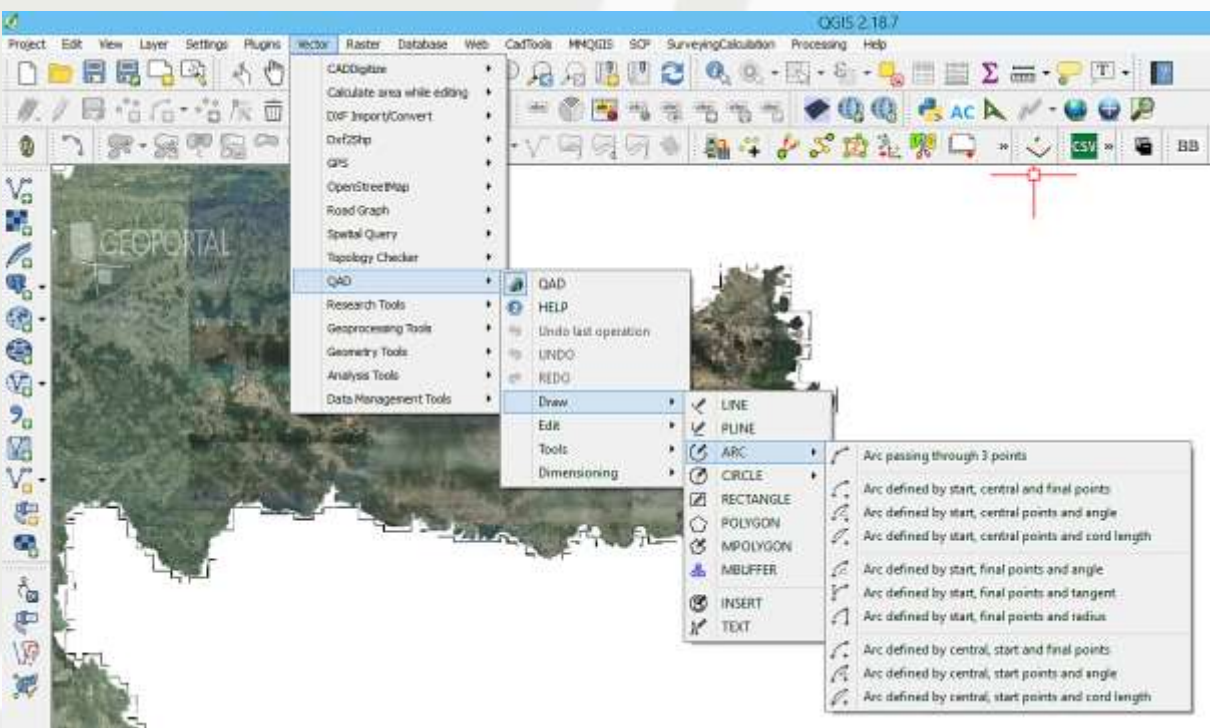 QGIS 2.18.7
Project Edit View Layer Settings Plugins Vector Raster Database Web CadTools MMQGIS SCP SurveyingCalculation Processing Help
CADDigitize
Calculate area while editing
DXF Import/Convert
Dxf2Shp
GPS
OpenStreetMap
Road Graph
Spatial Query
Topology Checker
QAD
Research Tools
Geoprocessing Tools
Geometry Tools
Analysis Tools
Data Management Tools
QAD
HELP
Undo last operation
UNDO
REDO
Draw
Edit
Tools
Dimensioning
LINE
PLINE
ARC
CIRCLE
RECTANGLE
POLYGON
MPOLYGON
MBUFFER
INSERT
TEXT
Arc passing through 3 points
Arc defined by start, central and final points
Arc defined by start, central points and angle
Arc defined by start, central points and cord length
Arc defined by start, final points and angle
Arc defined by start, final points and tangent
Arc defined by start, final points and radius
Arc defined by central, start and final points
Arc defined by central, start points and angle
Arc defined by central, start points and cord length
AC
CSV
BB
GEOPORTAL